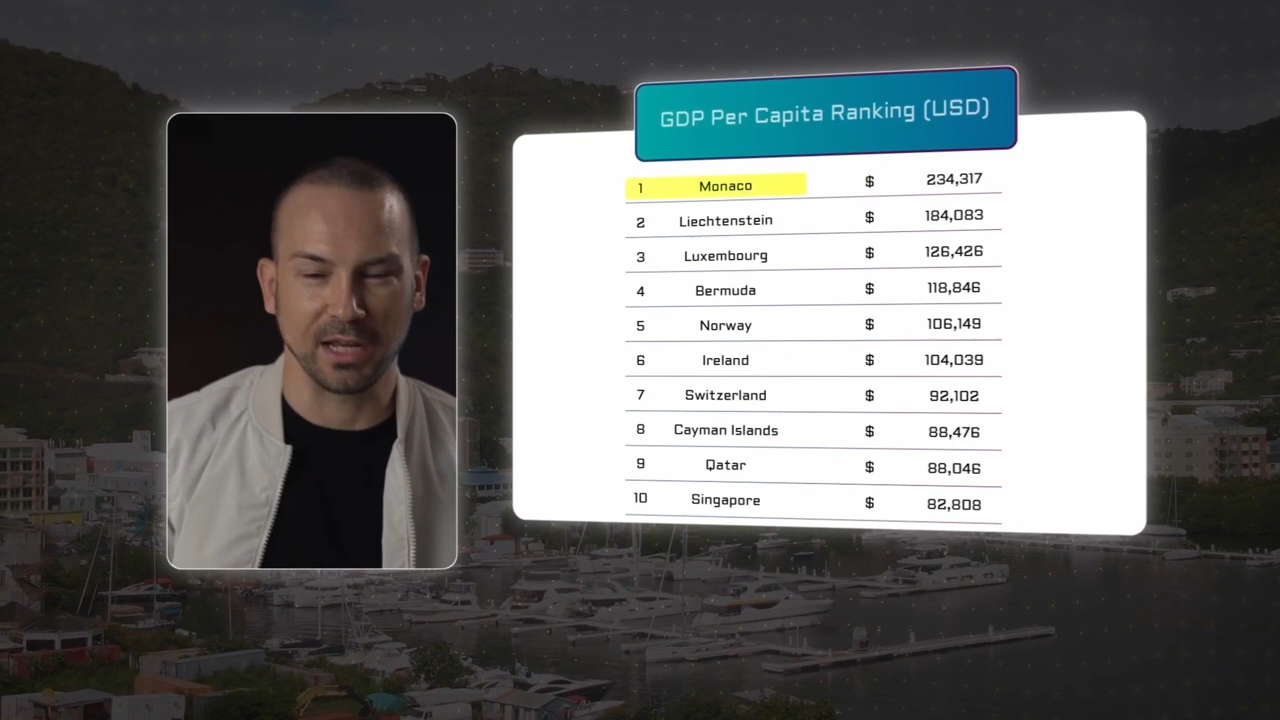 GDP Per Capita Ranking (USD)
1 Monaco $ 234,317
2 Liechtenstein $ 184,083
3 Luxembourg $ 126,426
4 Bermuda $ 118,846
5 Norway $ 106,149
6 Ireland $ 104,039
7 Switzerland $ 92,102
8 Cayman Islands $ 88,476
9 Qatar $ 88,046
10 Singapore $ 82,808